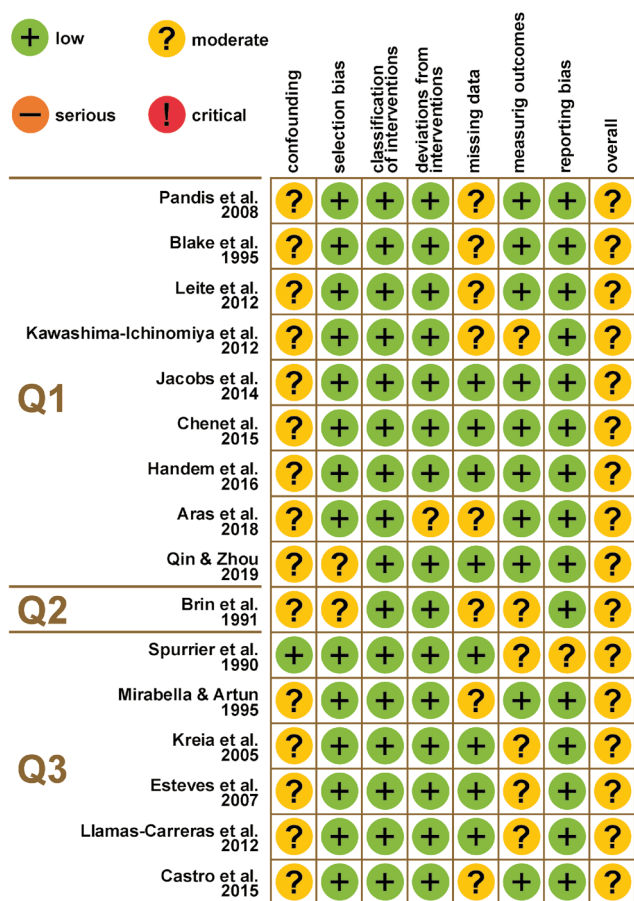 + low
? moderate
− serious
! critical
confounding
selection bias
classification
of interventions
deviations from
interventions
missing data
measurig outcomes
reporting bias
overall
Q1
Pandis et al.
2008
? + + + ? + + ?
Blake et al.
1995
? + + + ? + + ?
Leite et al.
2012
? + + + ? + + ?
Kawashima-Ichinomiya et al.
2012
? + + + ? ? + ?
Jacobs et al.
2014
? + + + + + + ?
Chenet et al.
2015
? + + + + + + ?
Handem et al.
2016
? + + + + + + ?
Aras et al.
2018
? + + ? ? + + ?
Qin & Zhou
2019
? ? + + + + + ?
Q2
Brin et al.
1991
? ? + + ? ? + ?
Q3
Spurrier et al.
1990
+ + + + + ? ? ?
Mirabella & Artun
1995
? + + + ? + + ?
Kreia et al.
2005
? + + + + ? + ?
Esteves et al.
2007
? + + + + ? + ?
Llamas-Carreras et al.
2012
? + + + + ? + ?
Castro et al.
2015
? + + + ? + + ?